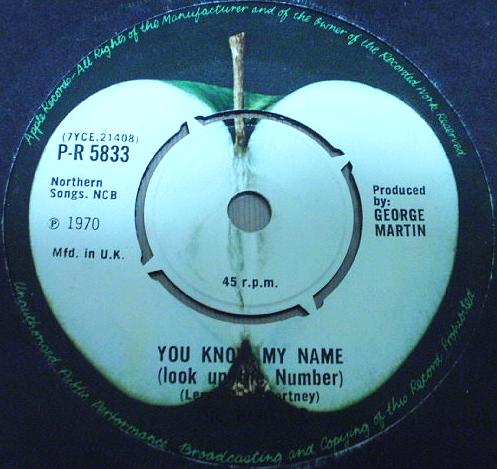 Apple Records. All Rights of the Manufacturer and of the Owner of the Recorded Work Reserved
(7YCE.21408)
P-R 5833
Northern
Songs. NCB
℗ 1970
Mfd. in U.K.
Produced
by:
GEORGE
MARTIN
45 r.p.m.
YOU KNOW MY NAME
(look up Number)
Unauthorised Public Performance, Broadcasting and Copying of this Record Prohibited